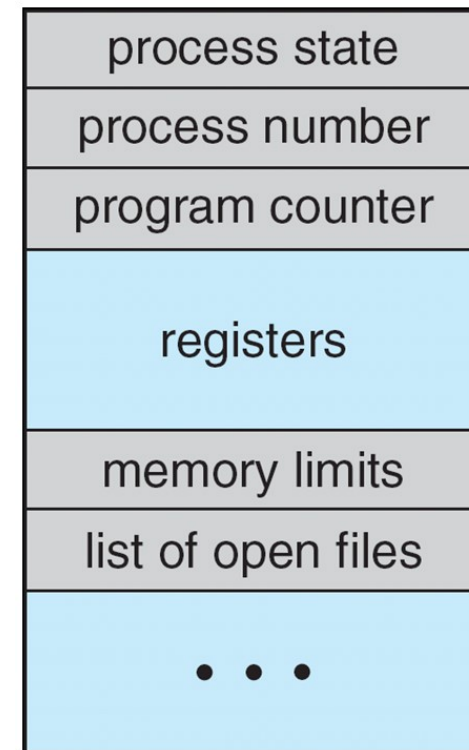 process state
process number
program counter
registers
memory limits
list of open files
• • •